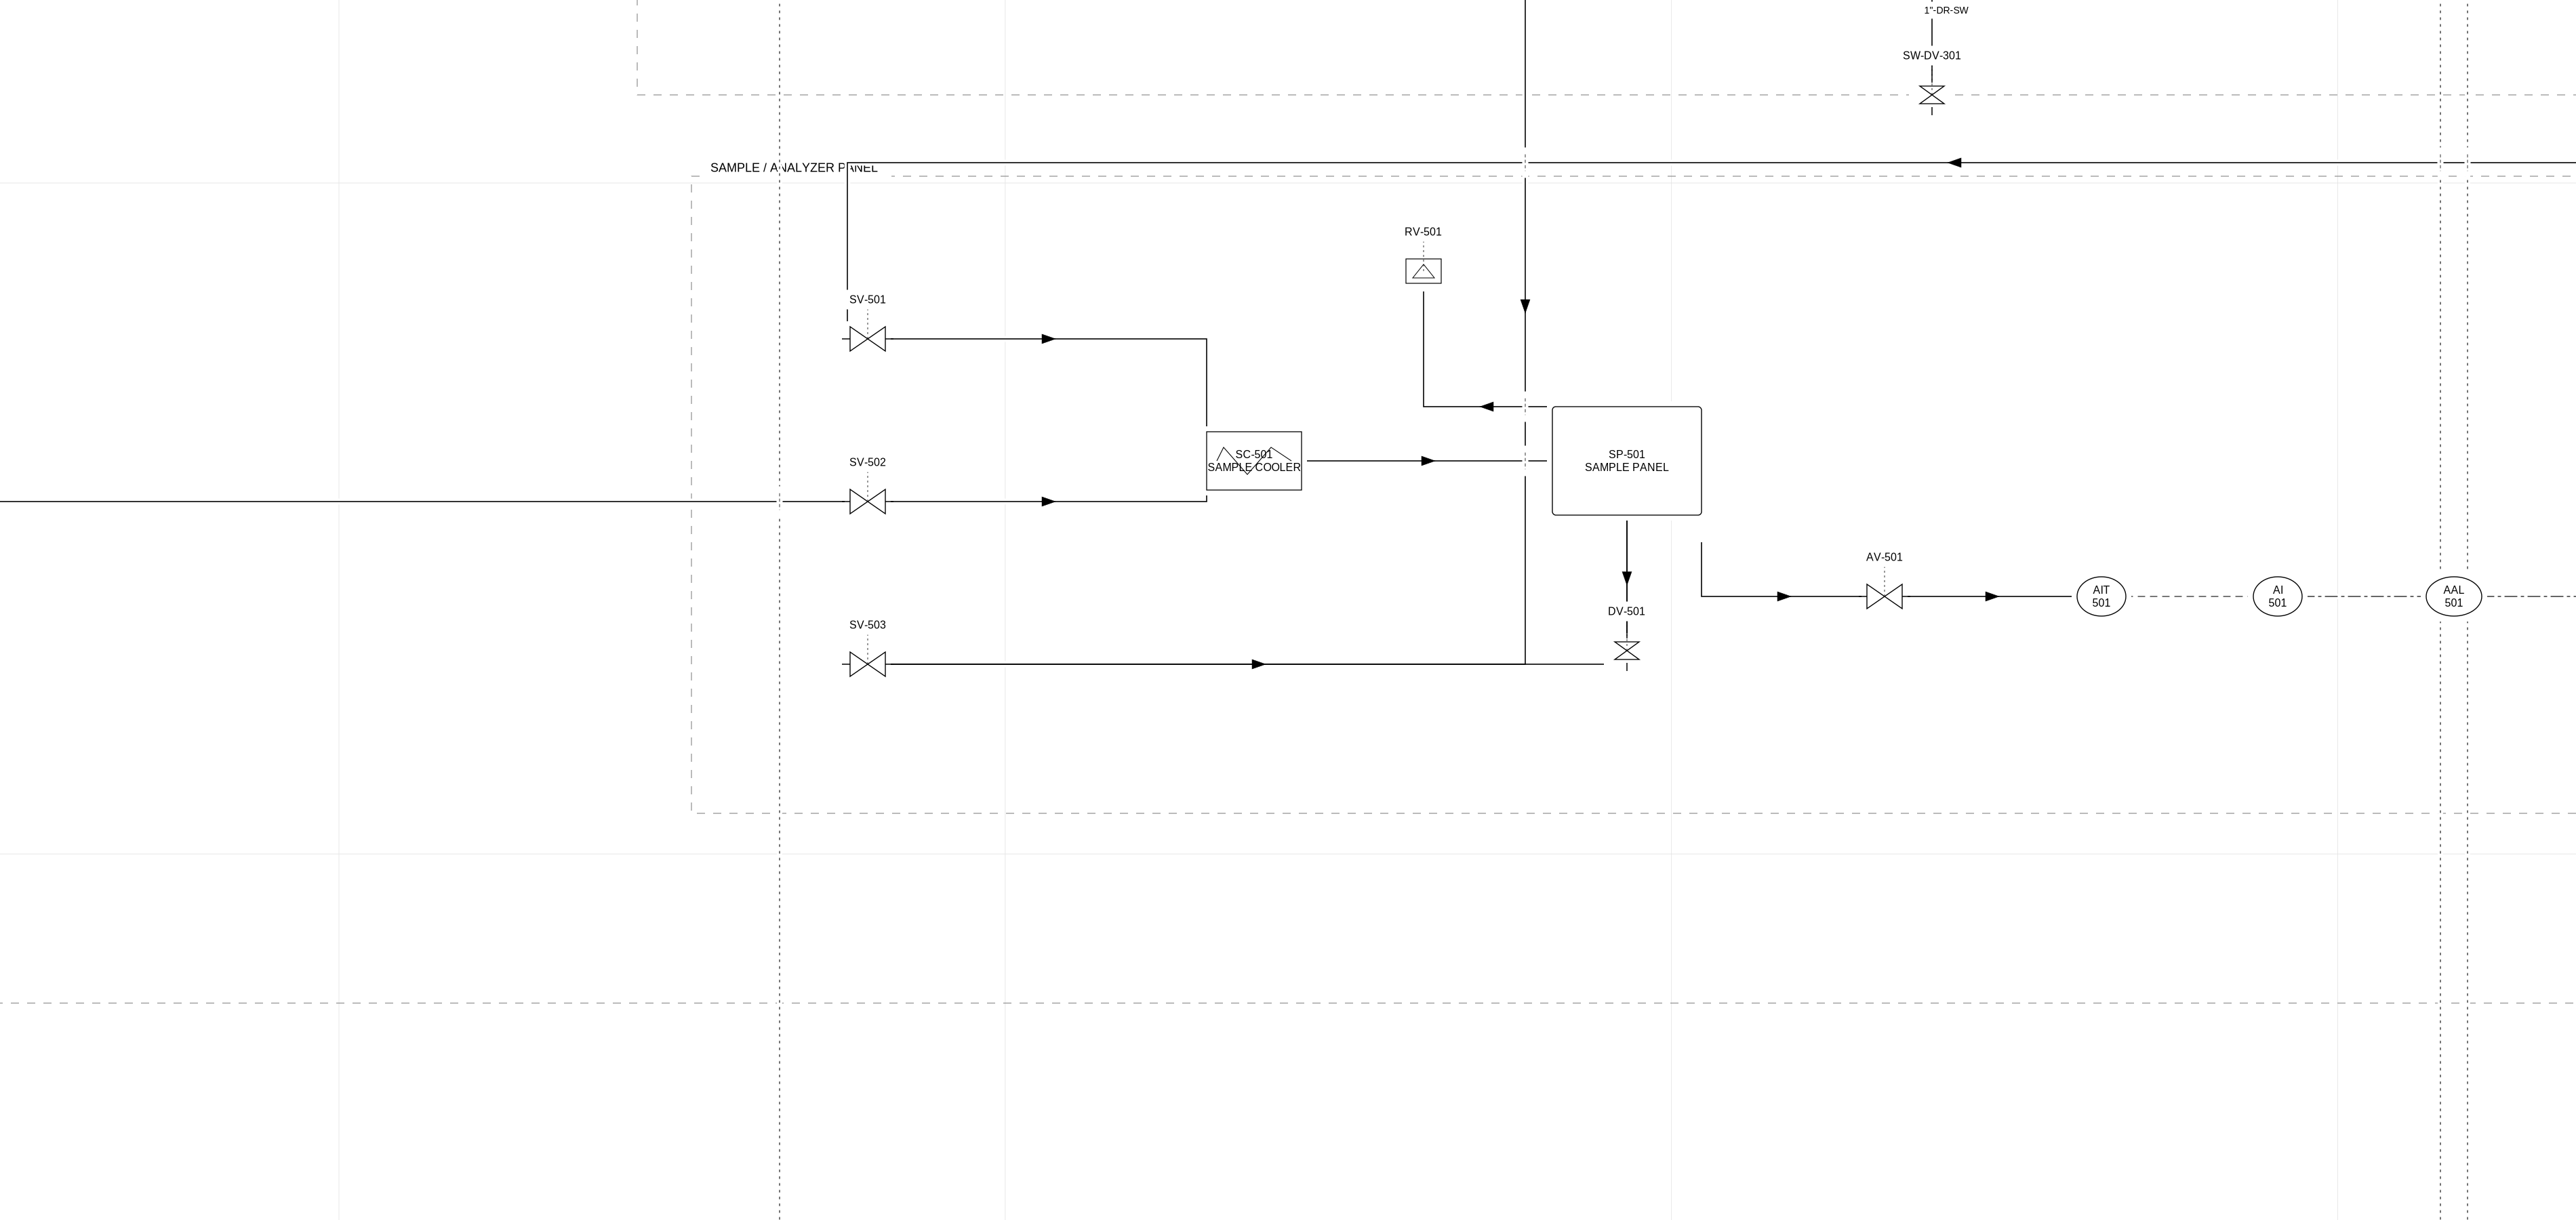 1"-DR-SW
SW-DV-301
SAMPLE / ANALYZER PANEL
RV-501
SV-501
SC-501
SAMPLE COOLER
SP-501
SAMPLE PANEL
SV-502
AV-501
AIT
501
AI
501
AAL
501
DV-501
SV-503